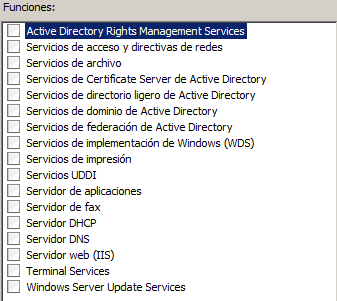 Funciones:
Active Directory Rights Management Services
Servicios de acceso y directivas de redes
Servicios de archivo
Servicios de Certificate Server de Active Directory
Servicios de directorio ligero de Active Directory
Servicios de dominio de Active Directory
Servicios de federación de Active Directory
Servicios de implementación de Windows (WDS)
Servicios de impresión
Servicios UDDI
Servidor de aplicaciones
Servidor de fax
Servidor DHCP
Servidor DNS
Servidor web (IIS)
Terminal Services
Windows Server Update Services